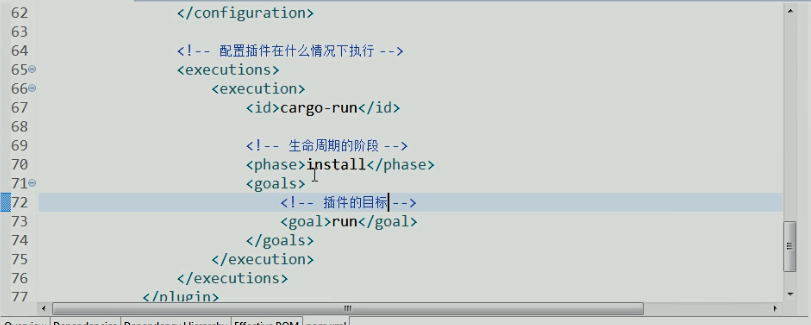 62 </configuration>
63
64 <!-- 配置插件在什么情况下执行 -->
65 <executions>
66 <execution>
67 <id>cargo-run</id>
68
69 <!-- 生命周期的阶段 -->
70 <phase>install</phase>
71 <goals>
72 <!-- 插件的目标 -->
73 <goal>run</goal>
74 </goals>
75 </execution>
76 </executions>
77 </plugin>
Overview Dependencies Dependency Hierarchy Effective POM pom.xml